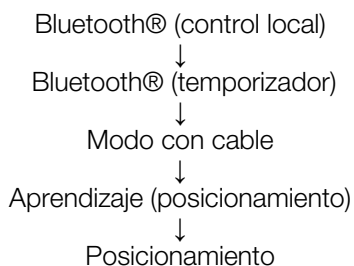 Bluetooth® (control local)
↓
Bluetooth® (temporizador)
↓
Modo con cable
↓
Aprendizaje (posicionamiento)
↓
Posicionamiento